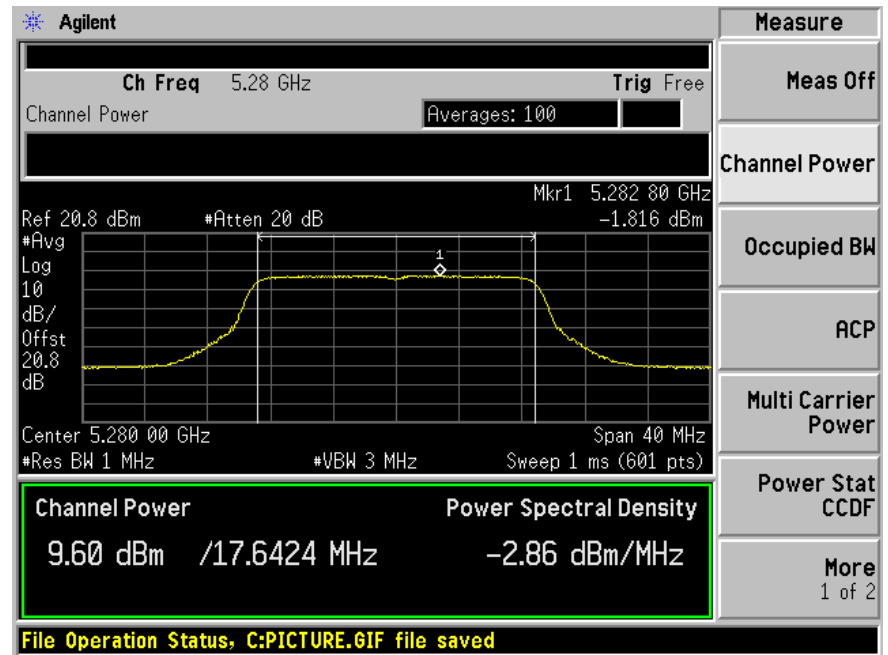 Agilent
Measure
Ch Freq 5.28 GHz Trig Free
Channel Power Averages: 100
Mkr1 5.282 80 GHz
Ref 20.8 dBm #Atten 20 dB -1.816 dBm
#Avg
Log
10
dB/
Offst
20.8
dB
1
Center 5.280 00 GHz Span 40 MHz
#Res BW 1 MHz #VBW 3 MHz Sweep 1 ms (601 pts)
Channel Power Power Spectral Density
9.60 dBm /17.6424 MHz -2.86 dBm/MHz
File Operation Status, C:PICTURE.GIF file saved
Meas Off
Channel Power
Occupied BW
ACP
Multi Carrier
Power
Power Stat
CCDF
More
1 of 2